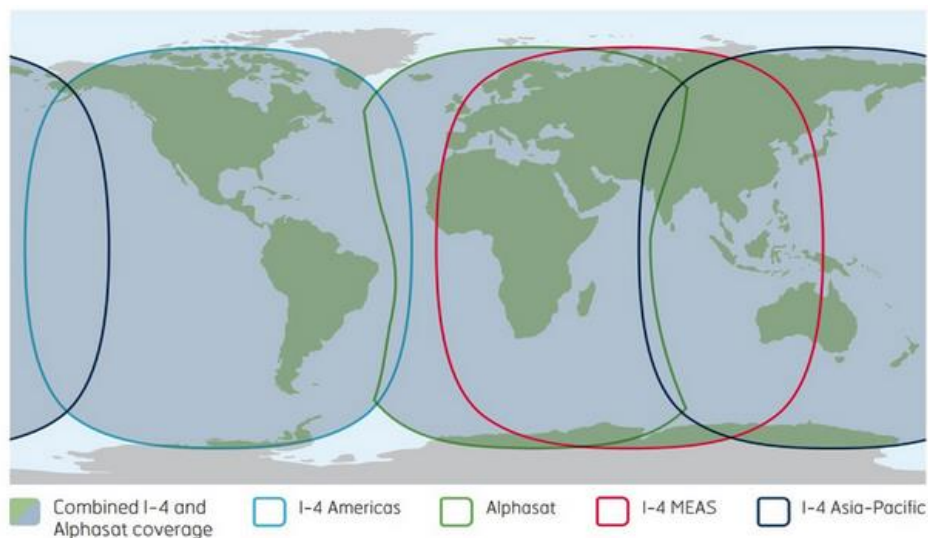 Combined I-4 and
Alphasat coverage
I-4 Americas
Alphasat
I-4 MEAS
I-4 Asia-Pacific